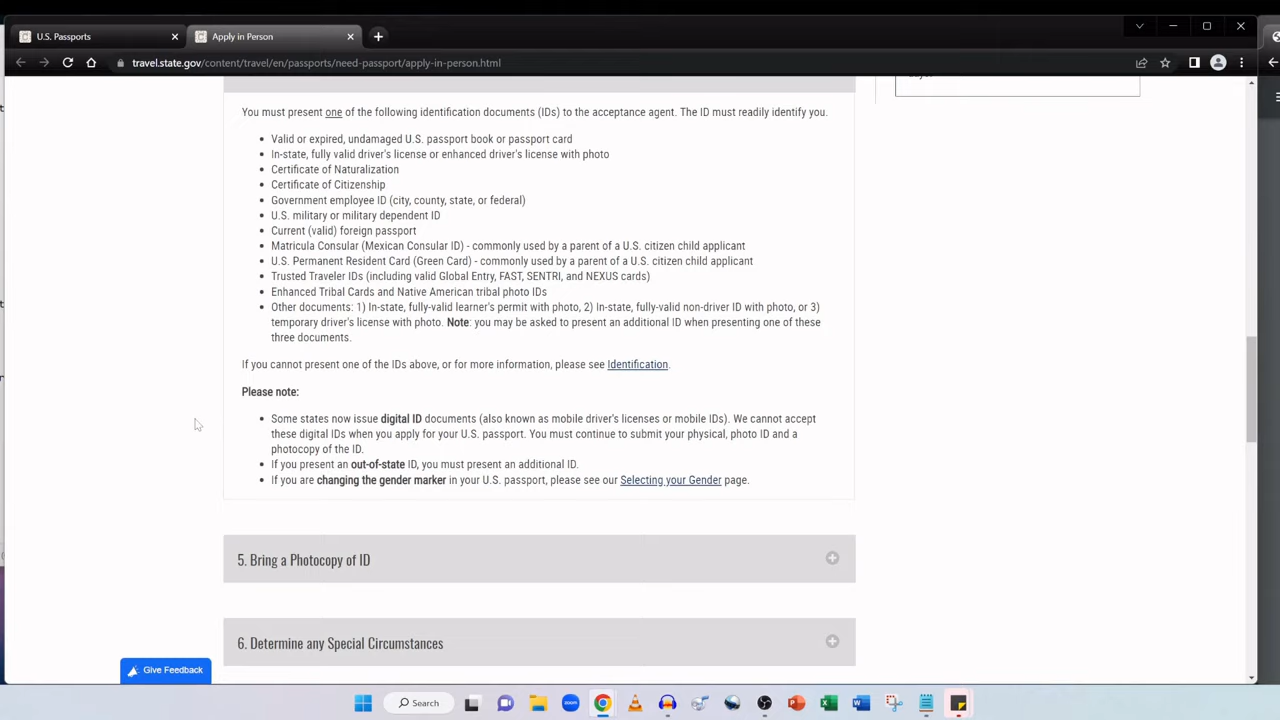 U.S. Passports
Apply in Person
travel.state.gov/content/travel/en/passports/need-passport/apply-in-person.html
You must present one of the following identification documents (IDs) to the acceptance agent. The ID must readily identify you.
Valid or expired, undamaged U.S. passport book or passport card
In-state, fully valid driver's license or enhanced driver's license with photo
Certificate of Naturalization
Certificate of Citizenship
Government employee ID (city, county, state, or federal)
U.S. military or military dependent ID
Current (valid) foreign passport
Matricula Consular (Mexican Consular ID) - commonly used by a parent of a U.S. citizen child applicant
U.S. Permanent Resident Card (Green Card) - commonly used by a parent of a U.S. citizen child applicant
Trusted Traveler IDs (including valid Global Entry, FAST, SENTRI, and NEXUS cards)
Enhanced Tribal Cards and Native American tribal photo IDs
Other documents: 1) In-state, fully-valid learner's permit with photo, 2) In-state, fully-valid non-driver ID with photo, or 3)
temporary driver's license with photo. Note: you may be asked to present an additional ID when presenting one of these
three documents.
If you cannot present one of the IDs above, or for more information, please see Identification.
Please note:
Some states now issue digital ID documents (also known as mobile driver's licenses or mobile IDs). We cannot accept
these digital IDs when you apply for your U.S. passport. You must continue to submit your physical, photo ID and a
photocopy of the ID.
If you present an out-of-state ID, you must present an additional ID.
If you are changing the gender marker in your U.S. passport, please see our Selecting your Gender page.
5. Bring a Photocopy of ID
6. Determine any Special Circumstances
Give Feedback
Search
zoom